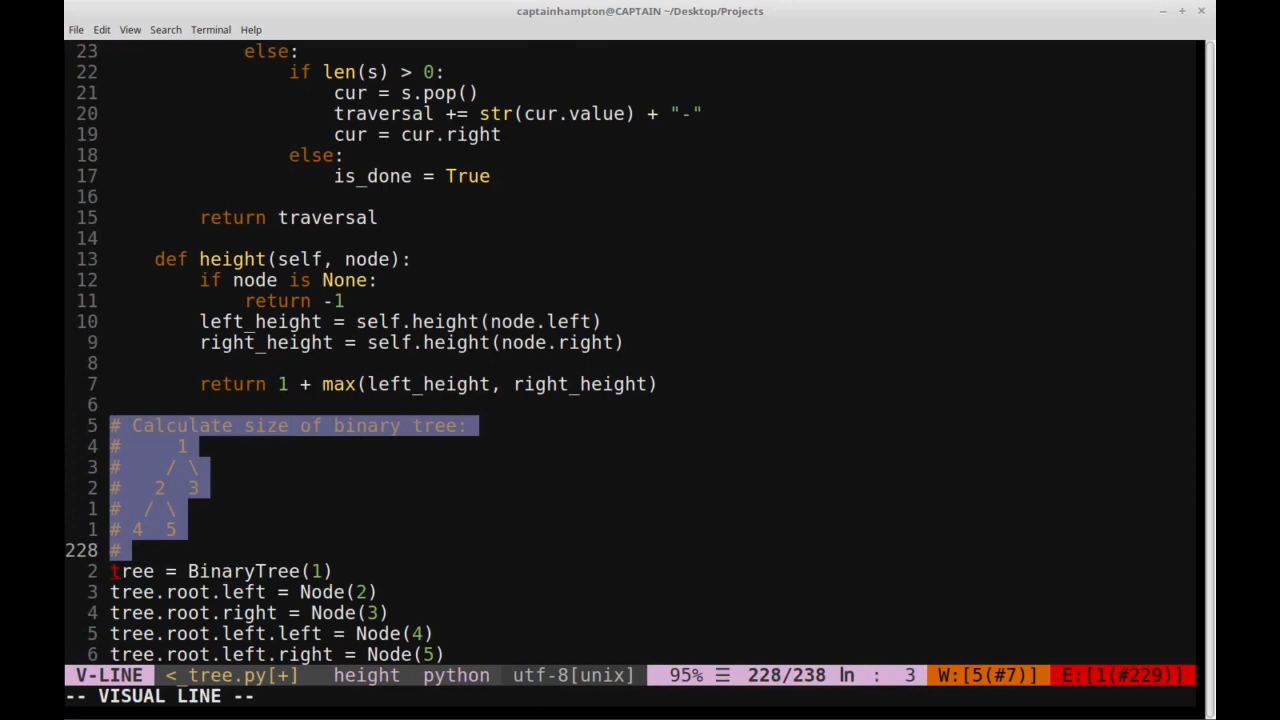 captainhampton@CAPTAIN ~/Desktop/Projects
File Edit View Search Terminal Help
23             else:
22                 if len(s) > 0:
21                     cur = s.pop()
20                     traversal += str(cur.value) + "-"
19                     cur = cur.right
18                 else:
17                     is_done = True
16
15         return traversal
14
13     def height(self, node):
12         if node is None:
11             return -1
10         left_height = self.height(node.left)
9         right_height = self.height(node.right)
8
7         return 1 + max(left_height, right_height)
6
5 # Calculate size of binary tree:
4 #     1
3 #    / \
2 #   2  3
1 #  / \
1 # 4  5
228 #
2 tree = BinaryTree(1)
3 tree.root.left = Node(2)
4 tree.root.right = Node(3)
5 tree.root.left.left = Node(4)
6 tree.root.left.right = Node(5)
V-LINE < tree.py[+] height python utf-8[unix] 95% ☰ 228/238 ln : 3 W:[5(#7)] E:[1(#229)]
-- VISUAL LINE --